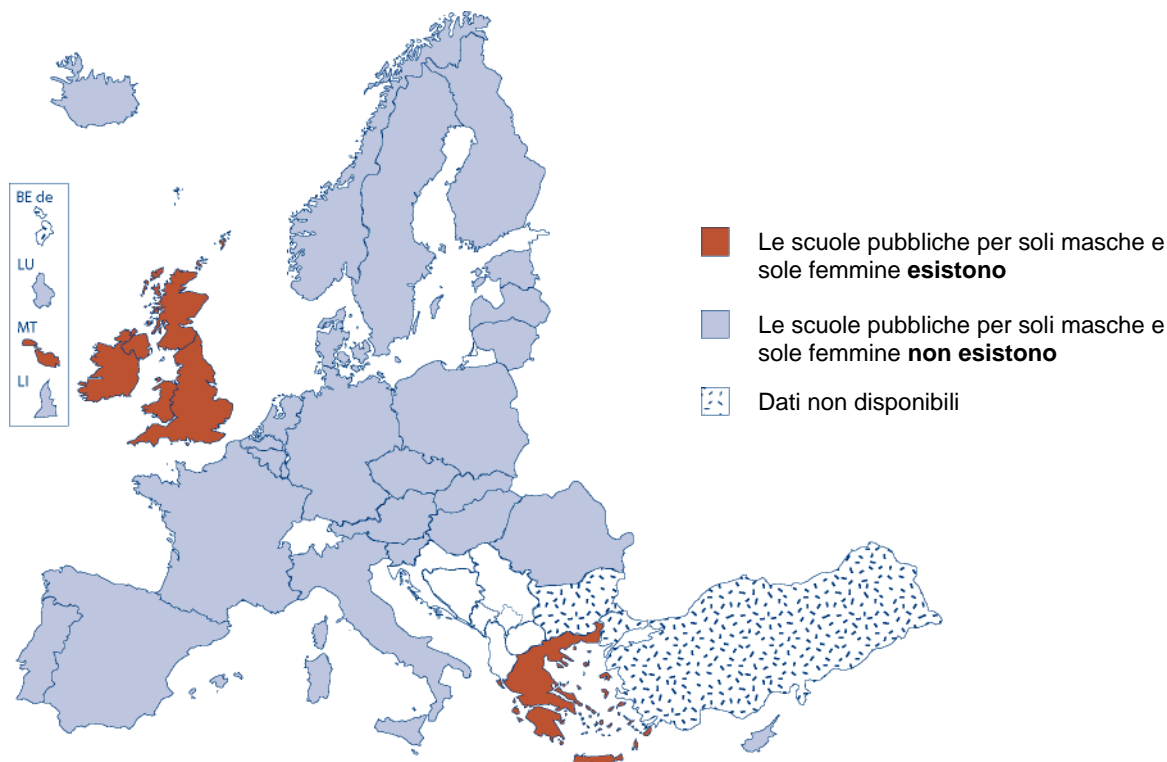 BE de
LU
MT
LI
Le scuole pubbliche per soli masche e
sole femmine esistono
Le scuole pubbliche per soli masche e
sole femmine non esistono
Dati non disponibili